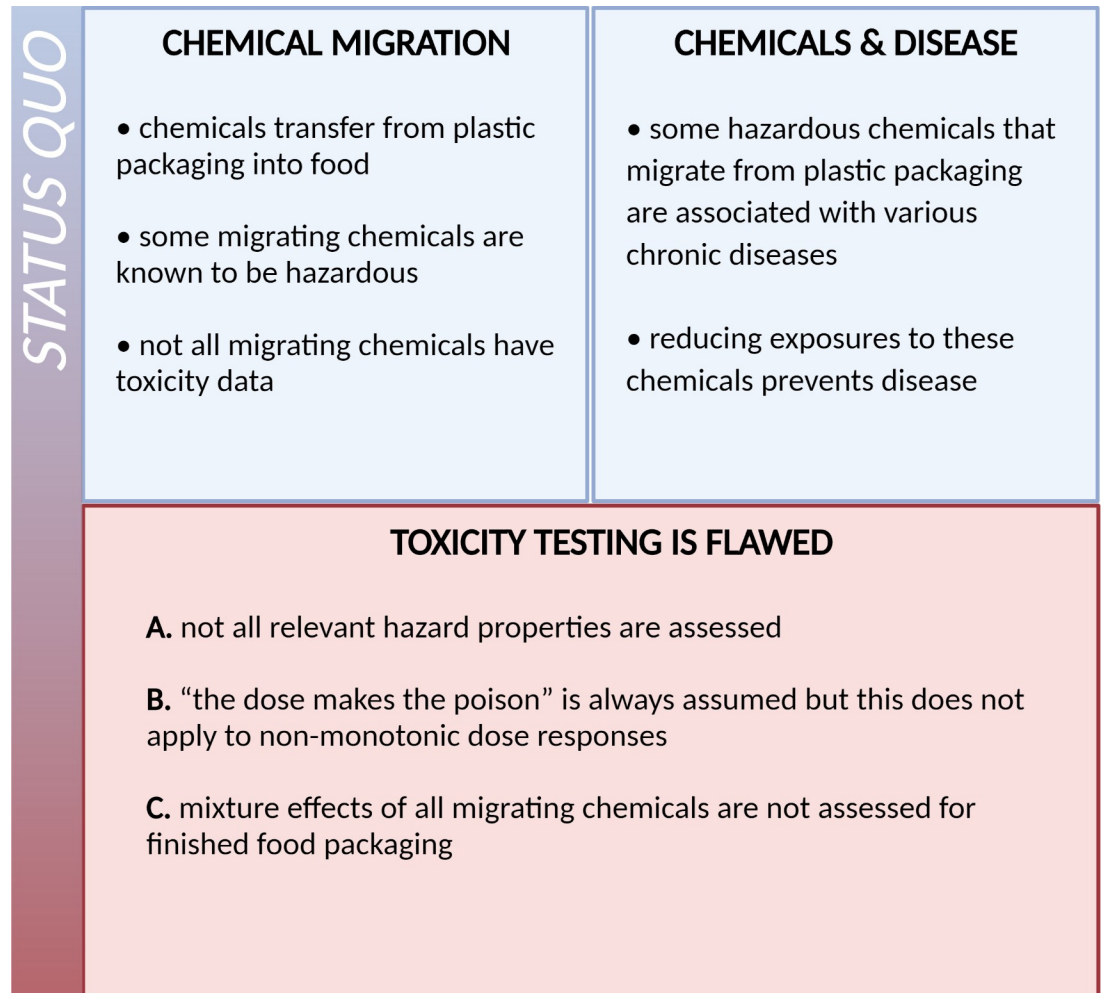 STATUS QUO
CHEMICAL MIGRATION
• chemicals transfer from plastic
packaging into food
• some migrating chemicals are
known to be hazardous
• not all migrating chemicals have
toxicity data
CHEMICALS & DISEASE
• some hazardous chemicals that
migrate from plastic packaging
are associated with various
chronic diseases
• reducing exposures to these
chemicals prevents disease
TOXICITY TESTING IS FLAWED
A. not all relevant hazard properties are assessed
B. “the dose makes the poison” is always assumed but this does not
apply to non-monotonic dose responses
C. mixture effects of all migrating chemicals are not assessed for
finished food packaging